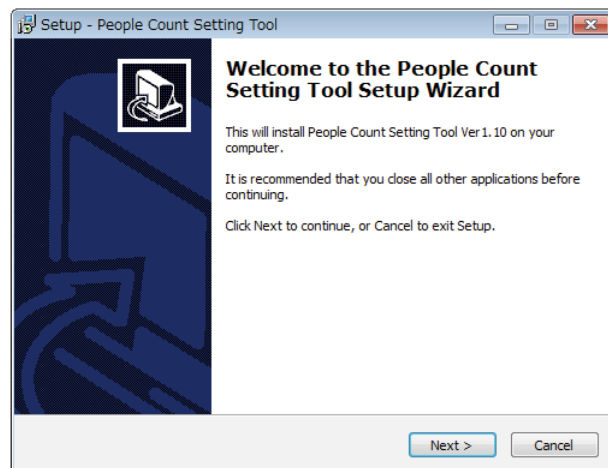 Setup - People Count Setting Tool
Welcome to the People Count
Setting Tool Setup Wizard
This will install People Count Setting Tool Ver1.10 on your
computer.
It is recommended that you close all other applications before
continuing.
Click Next to continue, or Cancel to exit Setup.
Next >
Cancel